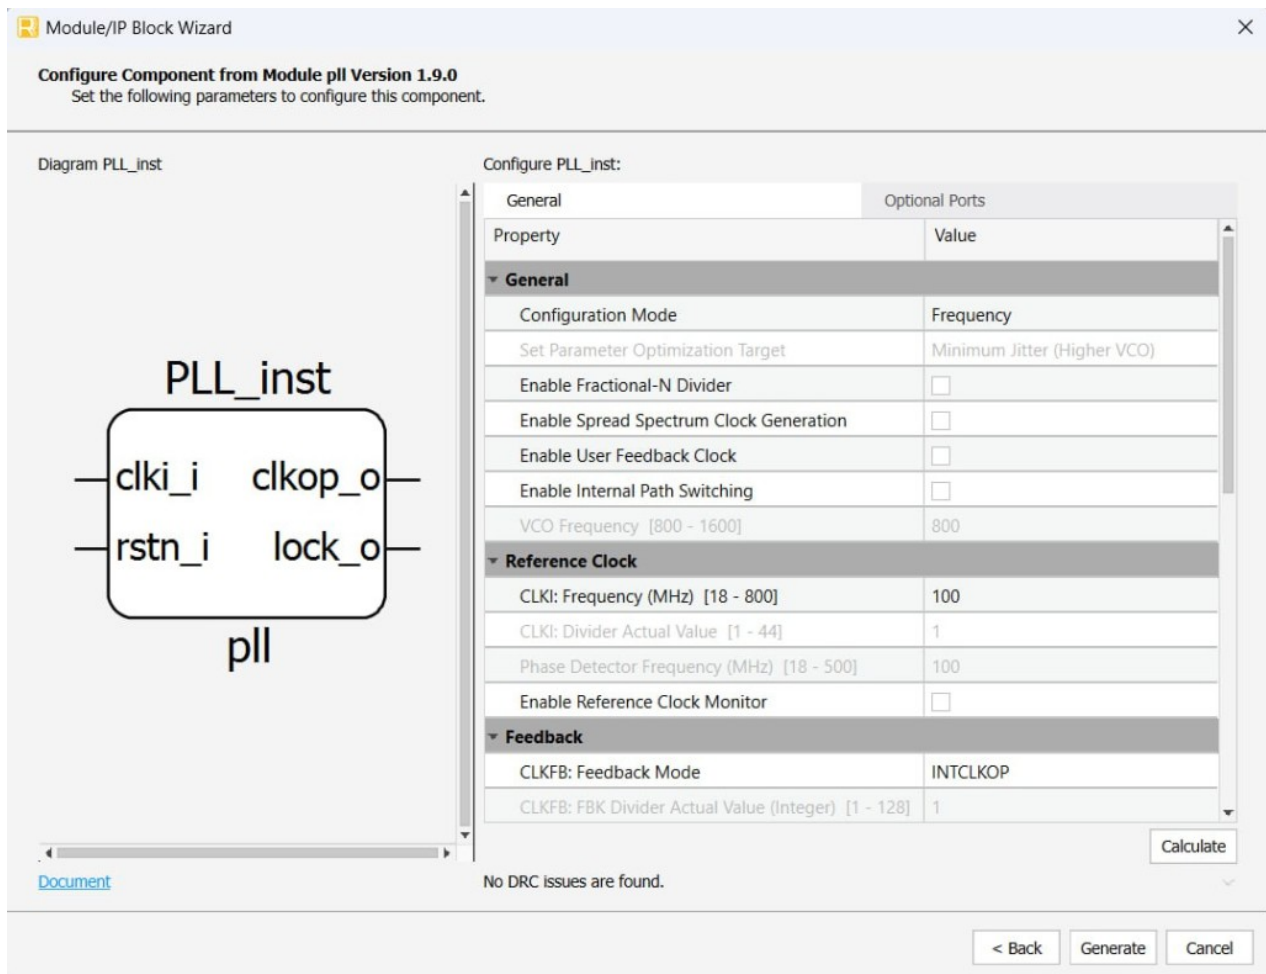 Module/IP Block Wizard
Configure Component from Module pll Version 1.9.0
Set the following parameters to configure this component.
Diagram PLL_inst
PLL_inst
clki_i clkop_o
rstn_i lock_o
pll
Document
Configure PLL_inst:
General Optional Ports
Property Value
General
Configuration Mode Frequency
Set Parameter Optimization Target Minimum Jitter (Higher VCO)
Enable Fractional-N Divider
Enable Spread Spectrum Clock Generation
Enable User Feedback Clock
Enable Internal Path Switching
VCO Frequency [800 - 1600] 800
Reference Clock
CLKI: Frequency (MHz) [18 - 800] 100
CLKI: Divider Actual Value [1 - 44] 1
Phase Detector Frequency (MHz) [18 - 500] 100
Enable Reference Clock Monitor
Feedback
CLKFB: Feedback Mode INTCLKOP
CLKFB: FBK Divider Actual Value (Integer) [1 - 128] 1
Calculate
No DRC issues are found.
< Back Generate Cancel